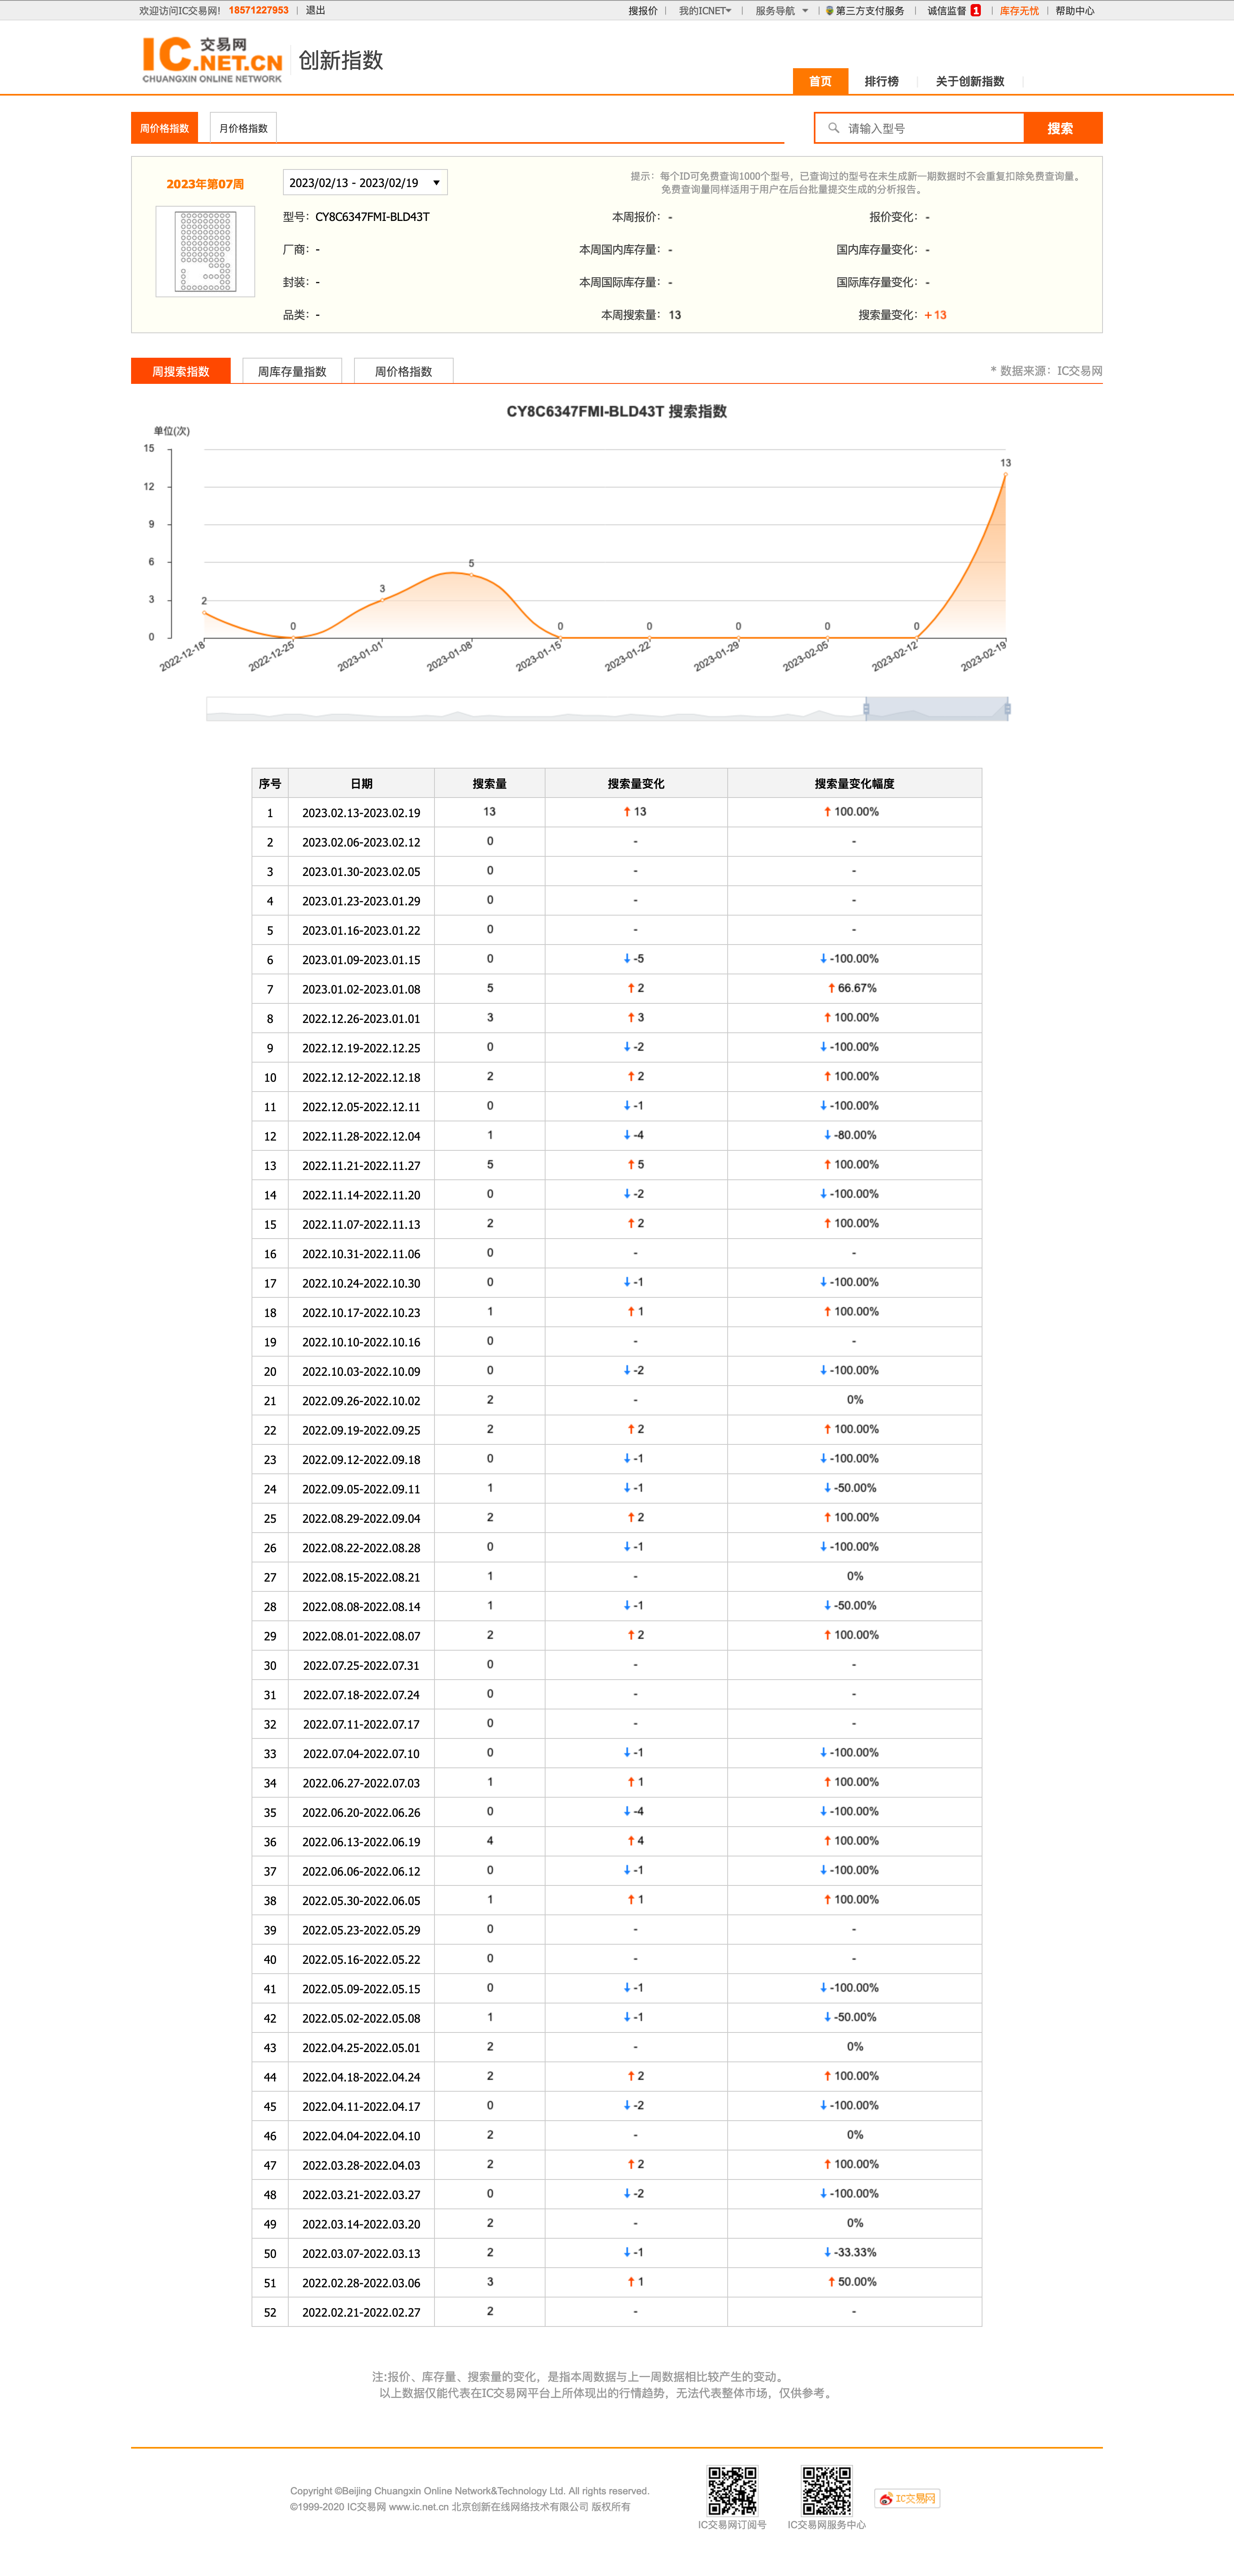 欢迎访问IC交易网! 18571227953 | 退出 搜报价 | 我的ICNET | 服务导航 | 第三方支付服务 | 诚信监督 1 | 库存无忧 | 帮助中心
IC交易网 .NET.CN 创新指数
CHUANGXIN ONLINE NETWORK
首页 排行榜 关于创新指数
周价格指数 月价格指数 请输入型号 搜索
2023年第07周 2023/02/13 - 2023/02/19
提示：每个ID可免费查询1000个型号，已查询过的型号在未生成新一期数据时不会重复扣除免费查询量。
免费查询量同样适用于用户在后台批量提交生成的分析报告。
型号：CY8C6347FMI-BLD43T 本周报价：- 报价变化：-
厂商：- 本周国内库存量：- 国内库存量变化：-
封装：- 本周国际库存量：- 国际库存量变化：-
品类：- 本周搜索量：13 搜索量变化：+13
周搜索指数 周库存量指数 周价格指数 * 数据来源：IC交易网
CY8C6347FMI-BLD43T 搜索指数
单位(次)
15
12
9
6
3
0
2 0 3 5 0 0 0 0 0 13
2022-12-18 2022-12-25 2023-01-01 2023-01-08 2023-01-15 2023-01-22 2023-01-29 2023-02-05 2023-02-12 2023-02-19
序号 日期 搜索量 搜索量变化 搜索量变化幅度
1 2023.02.13-2023.02.19 13 ↑13 ↑100.00%
2 2023.02.06-2023.02.12 0 - -
3 2023.01.30-2023.02.05 0 - -
4 2023.01.23-2023.01.29 0 - -
5 2023.01.16-2023.01.22 0 - -
6 2023.01.09-2023.01.15 0 ↓-5 ↓-100.00%
7 2023.01.02-2023.01.08 5 ↑2 ↑66.67%
8 2022.12.26-2023.01.01 3 ↑3 ↑100.00%
9 2022.12.19-2022.12.25 0 ↓-2 ↓-100.00%
10 2022.12.12-2022.12.18 2 ↑2 ↑100.00%
11 2022.12.05-2022.12.11 0 ↓-1 ↓-100.00%
12 2022.11.28-2022.12.04 1 ↓-4 ↓-80.00%
13 2022.11.21-2022.11.27 5 ↑5 ↑100.00%
14 2022.11.14-2022.11.20 0 ↓-2 ↓-100.00%
15 2022.11.07-2022.11.13 2 ↑2 ↑100.00%
16 2022.10.31-2022.11.06 0 - -
17 2022.10.24-2022.10.30 0 ↓-1 ↓-100.00%
18 2022.10.17-2022.10.23 1 ↑1 ↑100.00%
19 2022.10.10-2022.10.16 0 - -
20 2022.10.03-2022.10.09 0 ↓-2 ↓-100.00%
21 2022.09.26-2022.10.02 2 - 0%
22 2022.09.19-2022.09.25 2 ↑2 ↑100.00%
23 2022.09.12-2022.09.18 0 ↓-1 ↓-100.00%
24 2022.09.05-2022.09.11 1 ↓-1 ↓-50.00%
25 2022.08.29-2022.09.04 2 ↑2 ↑100.00%
26 2022.08.22-2022.08.28 0 ↓-1 ↓-100.00%
27 2022.08.15-2022.08.21 1 - 0%
28 2022.08.08-2022.08.14 1 ↓-1 ↓-50.00%
29 2022.08.01-2022.08.07 2 ↑2 ↑100.00%
30 2022.07.25-2022.07.31 0 - -
31 2022.07.18-2022.07.24 0 - -
32 2022.07.11-2022.07.17 0 - -
33 2022.07.04-2022.07.10 0 ↓-1 ↓-100.00%
34 2022.06.27-2022.07.03 1 ↑1 ↑100.00%
35 2022.06.20-2022.06.26 0 ↓-4 ↓-100.00%
36 2022.06.13-2022.06.19 4 ↑4 ↑100.00%
37 2022.06.06-2022.06.12 0 ↓-1 ↓-100.00%
38 2022.05.30-2022.06.05 1 ↑1 ↑100.00%
39 2022.05.23-2022.05.29 0 - -
40 2022.05.16-2022.05.22 0 - -
41 2022.05.09-2022.05.15 0 ↓-1 ↓-100.00%
42 2022.05.02-2022.05.08 1 ↓-1 ↓-50.00%
43 2022.04.25-2022.05.01 2 - 0%
44 2022.04.18-2022.04.24 2 ↑2 ↑100.00%
45 2022.04.11-2022.04.17 0 ↓-2 ↓-100.00%
46 2022.04.04-2022.04.10 2 - 0%
47 2022.03.28-2022.04.03 2 ↑2 ↑100.00%
48 2022.03.21-2022.03.27 0 ↓-2 ↓-100.00%
49 2022.03.14-2022.03.20 2 - 0%
50 2022.03.07-2022.03.13 2 ↓-1 ↓-33.33%
51 2022.02.28-2022.03.06 3 ↑1 ↑50.00%
52 2022.02.21-2022.02.27 2 - -
注:报价、库存量、搜索量的变化，是指本周数据与上一周数据相比较产生的变动。
以上数据仅能代表在IC交易网平台上所体现出的行情趋势，无法代表整体市场，仅供参考。
Copyright ©Beijing Chuangxin Online Network&Technology Ltd. All rights reserved.
©1999-2020 IC交易网 www.ic.net.cn 北京创新在线网络技术有限公司 版权所有
IC交易网订阅号 IC交易网服务中心 IC交易网